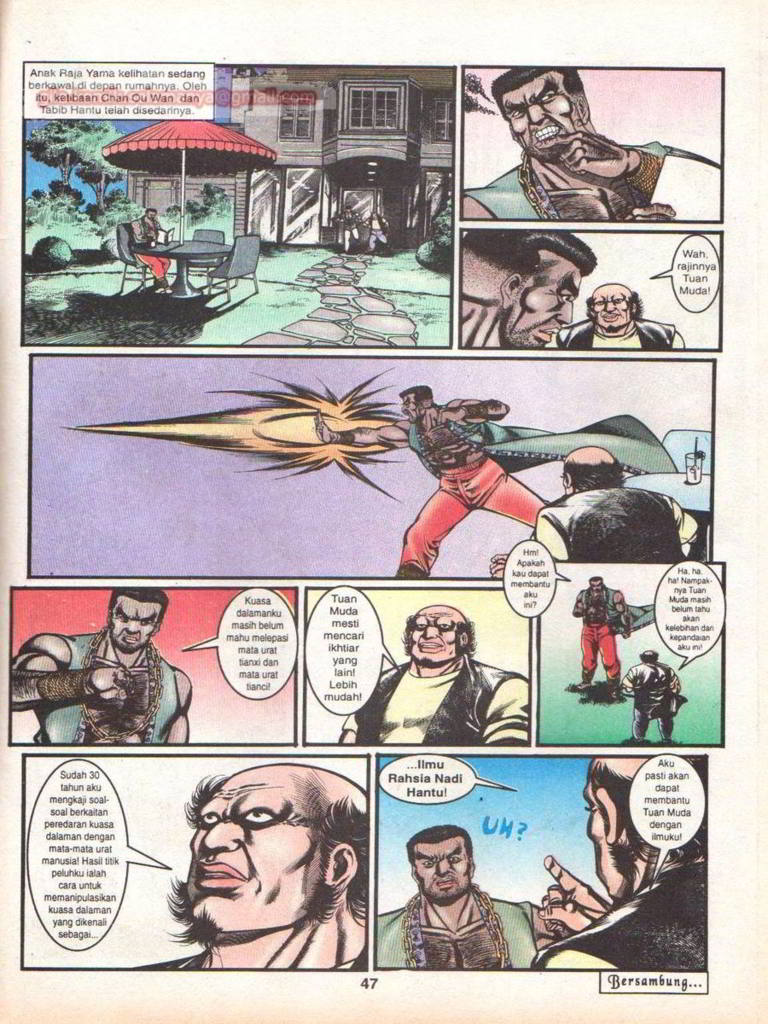 Anak Raja Yama kelihatan sedang
berkawal di depan rumahnya. Oleh
itu, ketibaan Chan Ou Wan dan
Tabib Hantu telah disedarinya.
Wah,
rajinnya
Tuan
Muda!
Hm!
Apakah
kau dapat
membantu
aku
ini?
Ha, ha,
ha! Nampak-
nya Tuan
Muda masih
belum tahu
akan
kelebihan dan
kepandaian
aku ini!
Kuasa
dalamanku
masih belum
mahu melepasi
mata urat
tianxi dan
mata urat
tianci!
Tuan
Muda
mesti
mencari
ikhtiar
yang
lain!
Lebih
mudah!
Sudah 30
tahun aku
mengkaji soal-
soal berkaitan
peredaran kuasa
dalaman dengan
mata-mata urat
manusia! Hasil titik
peluhku ialah
cara untuk
memanipulasikan
kuasa dalaman
yang dikenali
sebagai...
...Ilmu
Rahsia Nadi
Hantu!
UH?
Aku
pasti akan
dapat
membantu
Tuan Muda
dengan
ilmuku!
47
Bersambung...